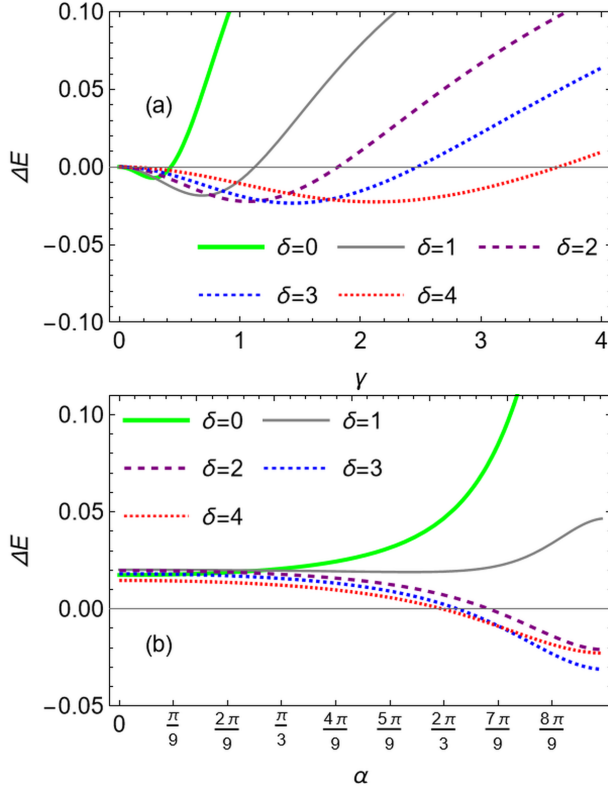 0.10
0.05
(a)
ΔE
0.00
-0.05
δ=0 δ=1 δ=2
δ=3 δ=4
-0.10
0 1 2 3 4
γ
0.10
δ=0 δ=1
δ=2 δ=3
0.05
δ=4
ΔE
0.00
(b)
-0.05
0 π/9 2π/9 π/3 4π/9 5π/9 2π/3 7π/9 8π/9
α